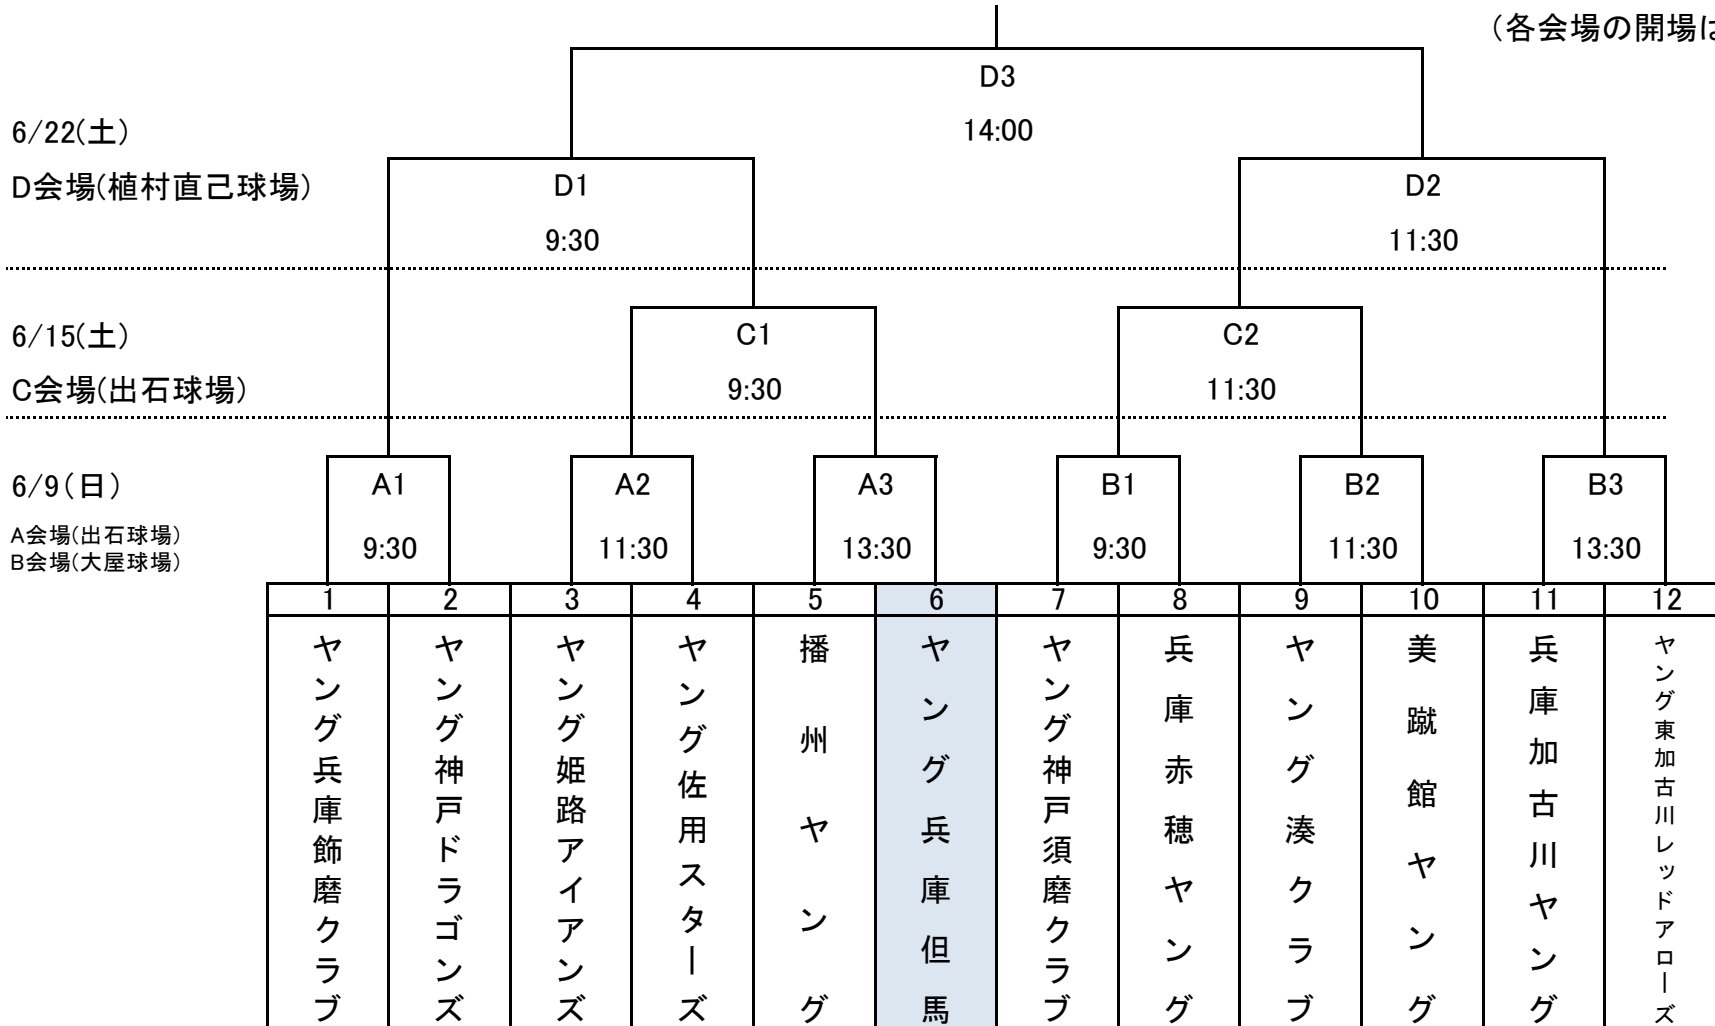 (各会場の開場は
D3
6/22(土)
14:00
D会場(植村直己球場)
D1
D2
9:30
11:30
6/15(土)
C1
C2
C会場(出石球場)
9:30
11:30
6/9(日)
A1
A2
A3
B1
B2
B3
A会場(出石球場)
B会場(大屋球場)
9:30
11:30
13:30
9:30
11:30
13:30
1
2
3
4
5
6
7
8
9
10
11
12
ヤング兵庫飾磨クラブ
ヤング神戸ドラゴンズ
ヤング姫路アイアンズ
ヤング佐用スターズ
播州ヤング
ヤング兵庫但馬
ヤング神戸須磨クラブ
兵庫赤穂ヤング
ヤング湊クラブ
美蹴館ヤング
兵庫加古川ヤング
ヤング東加古川レッドアローズ